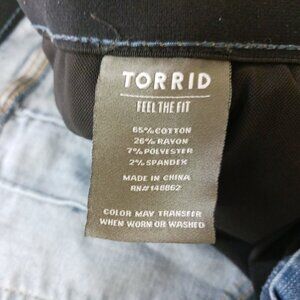 TORRID
FEEL THE FIT
65% COTTON
26% RAYON
7% POLYESTER
2% SPANDEX
MADE IN CHINA
RN#148662
COLOR MAY TRANSFER
WHEN WORN OR WASHED